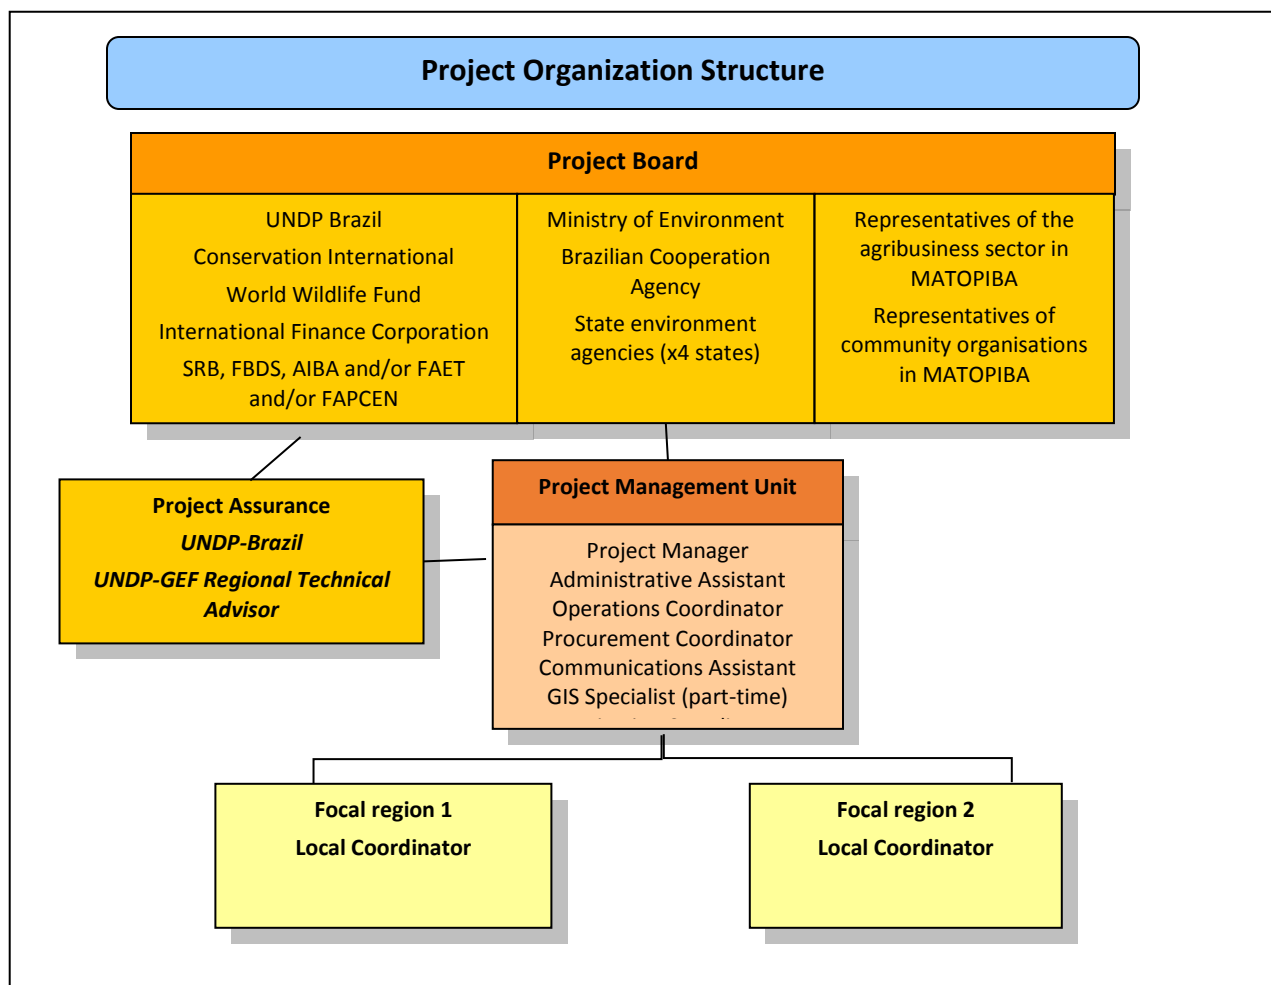 Project Organization Structure
Project Board
UNDP Brazil
Conservation International
World Wildlife Fund
International Finance Corporation
SRB, FBDS, AIBA and/or FAET
and/or FAPCEN
Ministry of Environment
Brazilian Cooperation
Agency
State environment
agencies (x4 states)
Representatives of the
agribusiness sector in
MATOPIBA
Representatives of
community organisations
in MATOPIBA
Project Assurance
UNDP-Brazil
UNDP-GEF Regional Technical
Advisor
Project Management Unit
Project Manager
Administrative Assistant
Operations Coordinator
Procurement Coordinator
Communications Assistant
GIS Specialist (part-time)
Focal region 1
Local Coordinator
Focal region 2
Local Coordinator